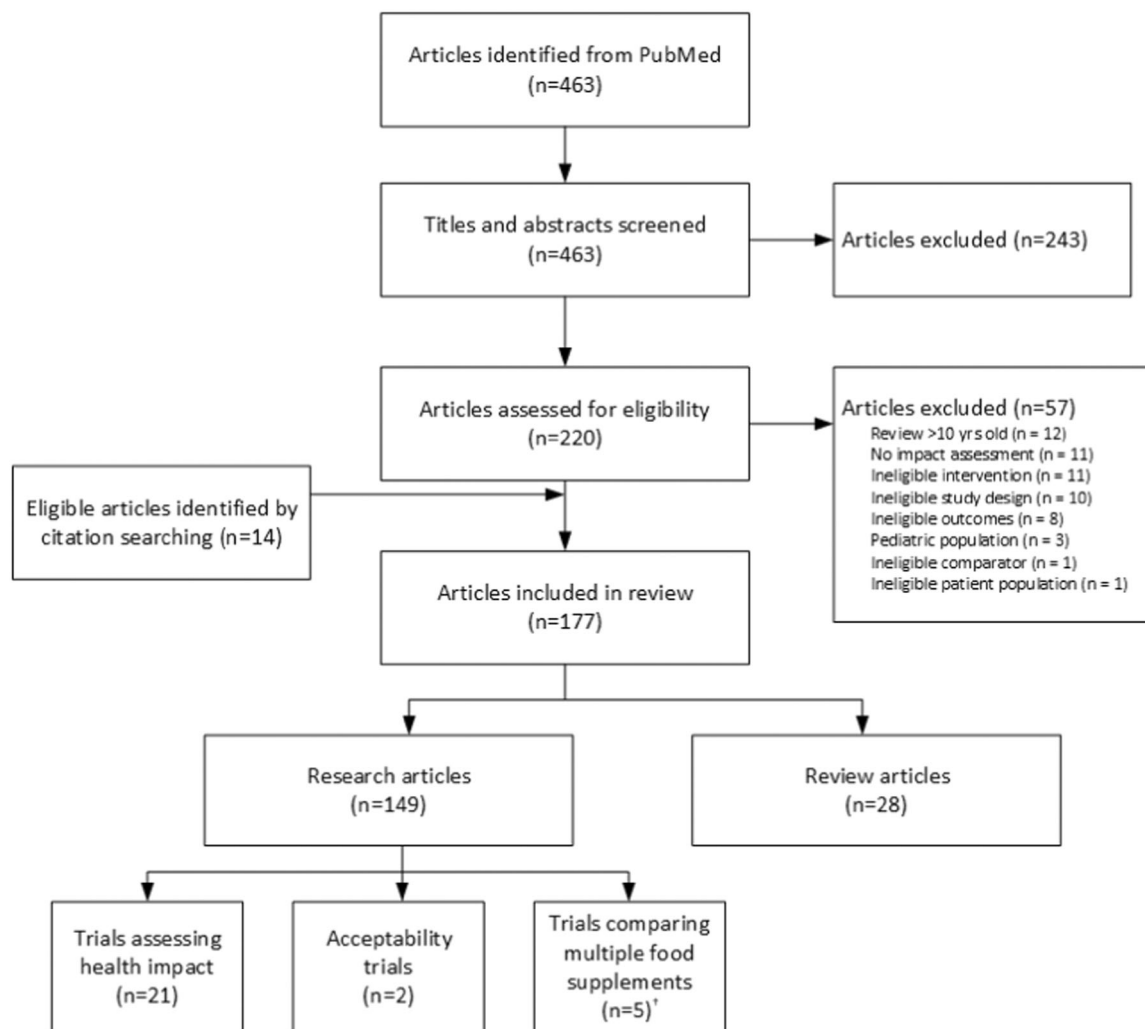 Articles identified from PubMed
(n=463)
Titles and abstracts screened
(n=463)
Articles excluded (n=243)
Articles assessed for eligibility
(n=220)
Articles excluded (n=57)
Review >10 yrs old (n = 12)
No impact assessment (n = 11)
Ineligible intervention (n = 11)
Ineligible study design (n = 10)
Ineligible outcomes (n = 8)
Pediatric population (n = 3)
Ineligible comparator (n = 1)
Ineligible patient population (n = 1)
Eligible articles identified by
citation searching (n=14)
Articles included in review
(n=177)
Research articles
(n=149)
Review articles
(n=28)
Trials assessing
health impact
(n=21)
Acceptability
trials
(n=2)
Trials comparing
multiple food
supplements
(n=5)†